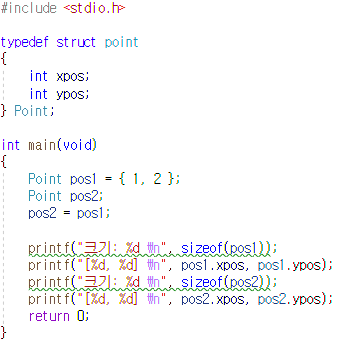 #include <stdio.h>
typedef struct point
{
int xpos;
int ypos;
} Point;
int main(void)
{
Point pos1 = { 1, 2 };
Point pos2;
pos2 = pos1;
printf("크기: %d ₩n", sizeof(pos1));
printf("[%d, %d] ₩n", pos1.xpos, pos1.ypos);
printf("크기: %d ₩n", sizeof(pos2));
printf("[%d, %d] ₩n", pos2.xpos, pos2.ypos);
return 0;
}